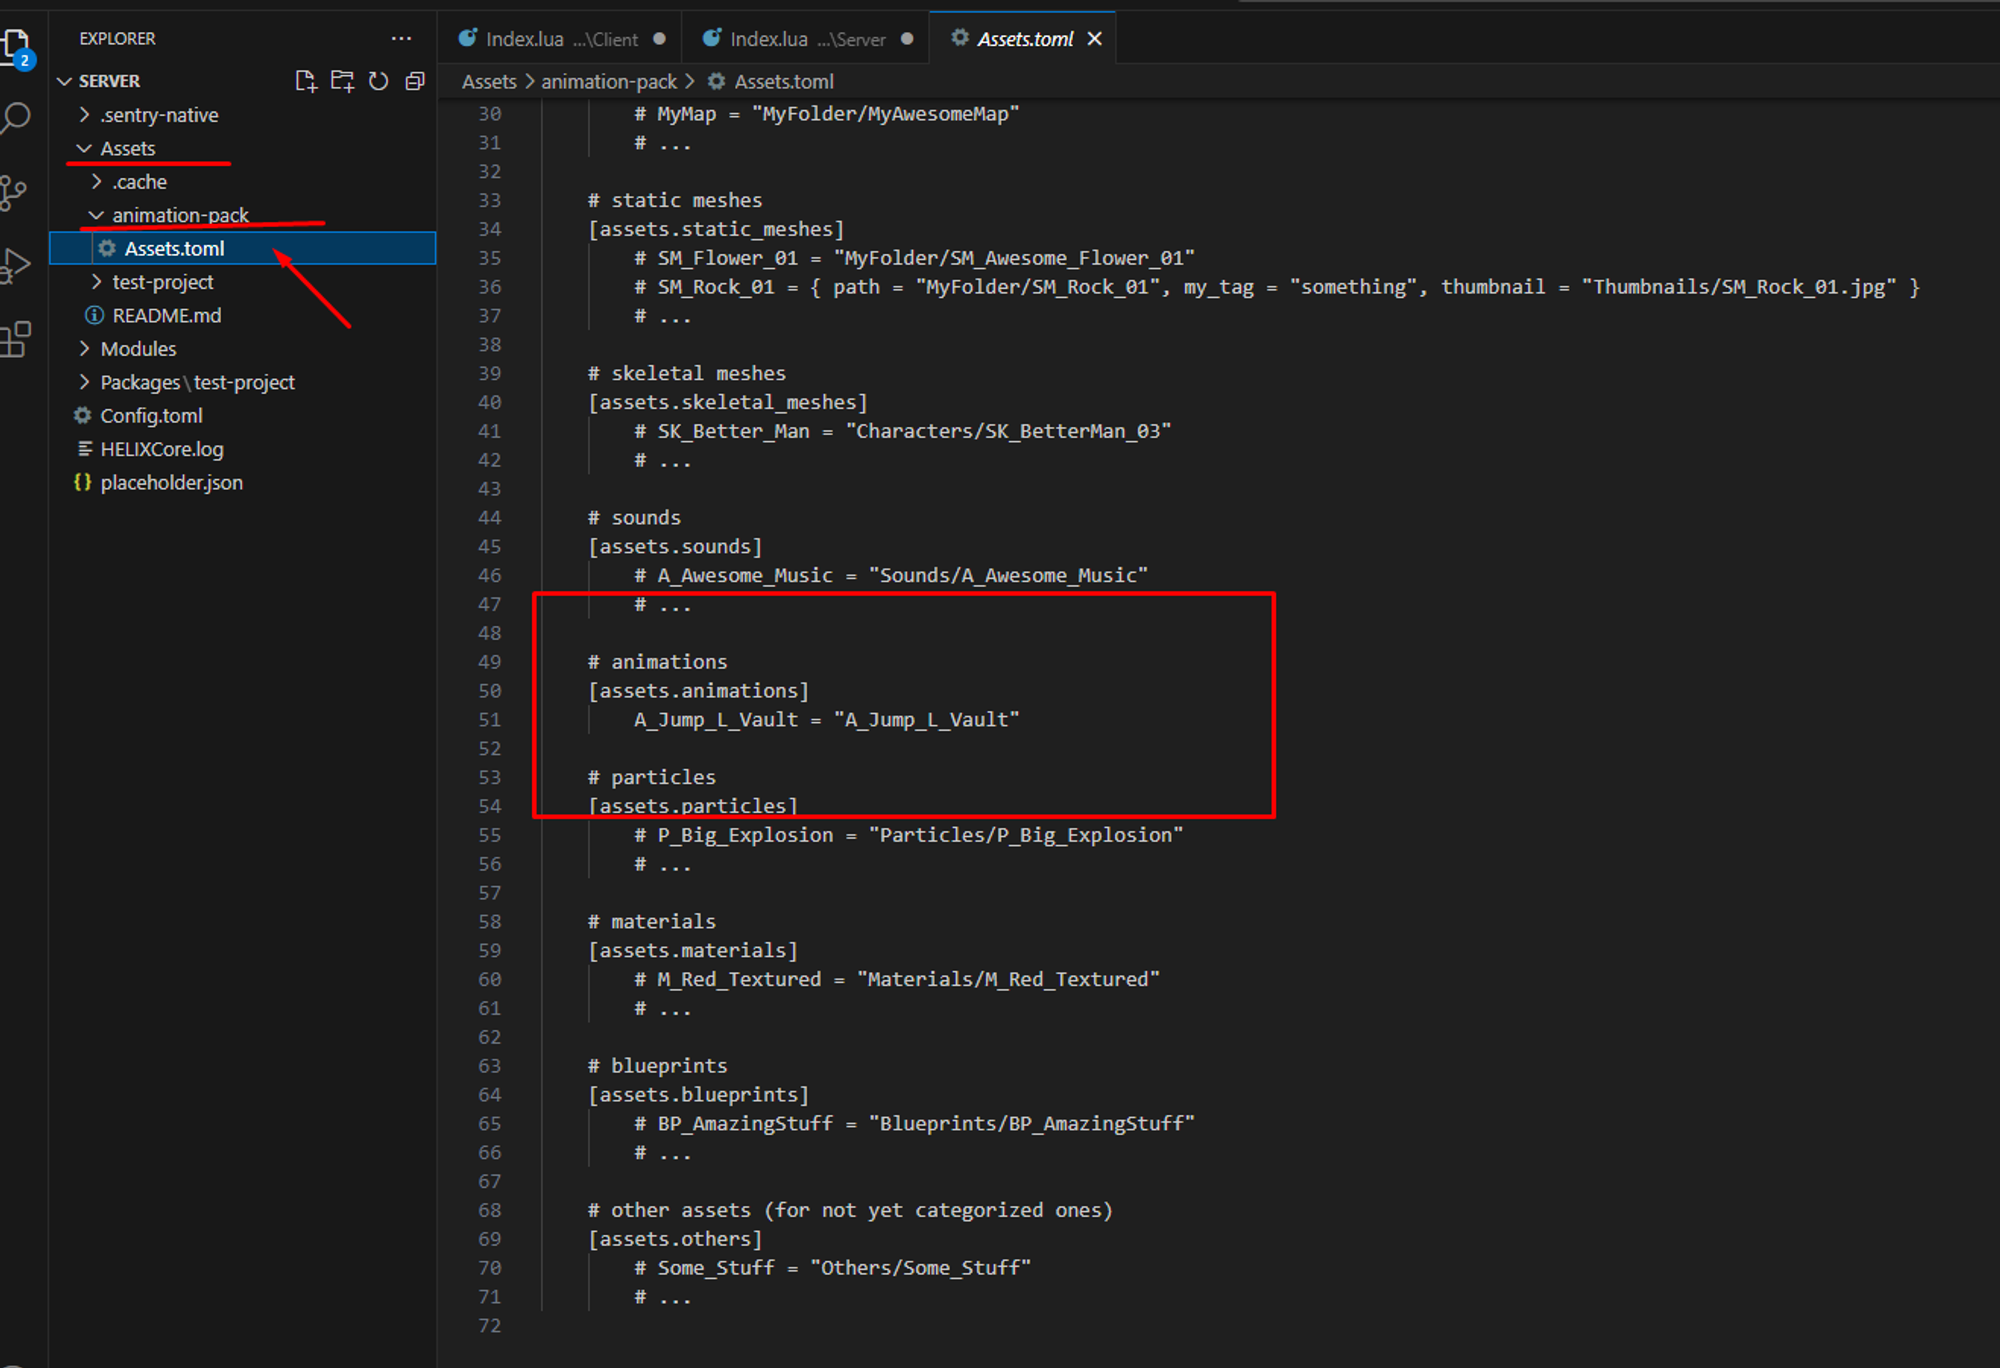 EXPLORER ...
SERVER
.sentry-native
Assets
.cache
animation-pack
Assets.toml
test-project
README.md
Modules
Packages\test-project
Config.toml
HELIXCore.log
{} placeholder.json
2
Index.lua ...\Client
Index.lua ...\Server
Assets.toml
Assets > animation-pack > Assets.toml
30 # MyMap = "MyFolder/MyAwesomeMap"
31 # ...
32
33 # static meshes
34 [assets.static_meshes]
35 # SM_Flower_01 = "MyFolder/SM_Awesome_Flower_01"
36 # SM_Rock_01 = { path = "MyFolder/SM_Rock_01", my_tag = "something", thumbnail = "Thumbnails/SM_Rock_01.jpg" }
37 # ...
38
39 # skeletal meshes
40 [assets.skeletal_meshes]
41 # SK_Better_Man = "Characters/SK_BetterMan_03"
42 # ...
43
44 # sounds
45 [assets.sounds]
46 # A_Awesome_Music = "Sounds/A_Awesome_Music"
47 # ...
48
49 # animations
50 [assets.animations]
51 A_Jump_L_Vault = "A_Jump_L_Vault"
52
53 # particles
54 [assets.particles]
55 # P_Big_Explosion = "Particles/P_Big_Explosion"
56 # ...
57
58 # materials
59 [assets.materials]
60 # M_Red_Textured = "Materials/M_Red_Textured"
61 # ...
62
63 # blueprints
64 [assets.blueprints]
65 # BP_AmazingStuff = "Blueprints/BP_AmazingStuff"
66 # ...
67
68 # other assets (for not yet categorized ones)
69 [assets.others]
70 # Some_Stuff = "Others/Some_Stuff"
71 # ...
72